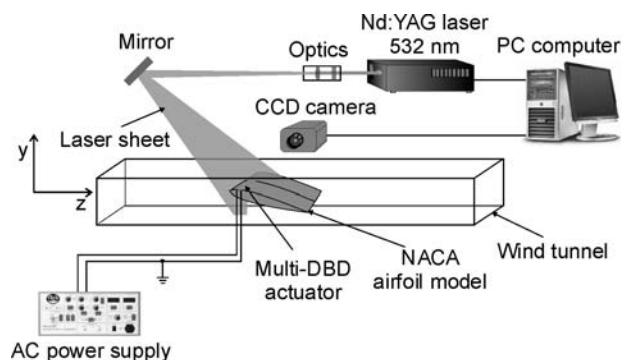 Nd:YAG laser
532 nm
Mirror
Optics
PC computer
CCD camera
Laser sheet
y
z
Wind tunnel
NACA
airfoil model
Multi-DBD
actuator
AC power supply